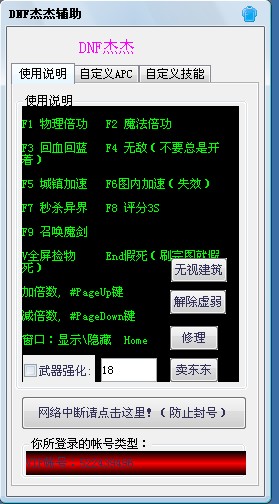 DNF杰杰辅助
DNF杰杰
使用说明 自定义APC 自定义技能
使用说明
F1 物理倍功 F2 魔法倍功
F3 回血回蓝 F4 无敌(不要总是开着)
F5 城镇加速 F6图内加速(失效)
F7 秒杀异界 F8 评分3S
F9 召唤魔剑
V全屏捡物 End假死(刷完图就假死)
无视建筑
加倍数, #PageUp键
解除虚弱
减倍数, #PageDown键
窗口:显示\隐藏 Home
修理
武器强化: 18 卖东东
网络中断请点击这里!(防止封号)
你所登录的帐号类型: